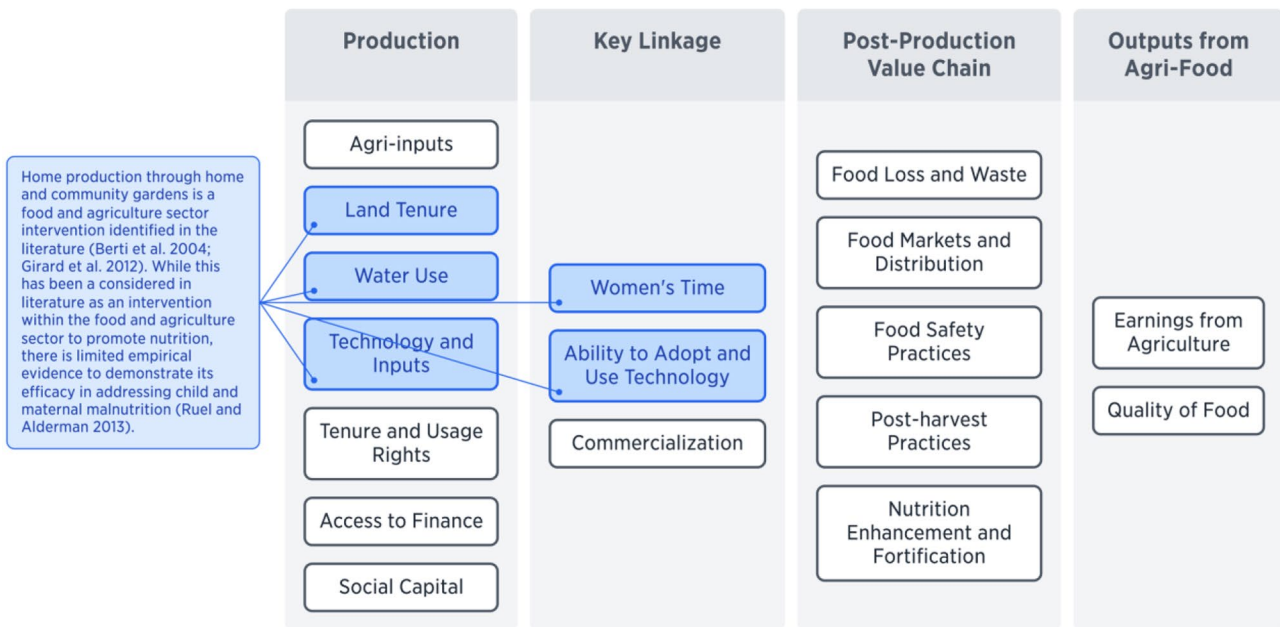 Production
Key Linkage
Post-Production
Value Chain
Outputs from
Agri-Food
Home production through home
and community gardens is a
food and agriculture sector
intervention identified in the
literature (Berti et al. 2004;
Girard et al. 2012). While this
has been a considered in
literature as an intervention
within the food and agriculture
sector to promote nutrition,
there is limited empirical
evidence to demonstrate its
efficacy in addressing child and
maternal malnutrition (Ruel and
Alderman 2013).
Agri-inputs
Land Tenure
Water Use
Technology and
Inputs
Tenure and Usage
Rights
Access to Finance
Social Capital
Women's Time
Ability to Adopt and
Use Technology
Commercialization
Food Loss and Waste
Food Markets and
Distribution
Food Safety
Practices
Post-harvest
Practices
Nutrition
Enhancement and
Fortification
Earnings from
Agriculture
Quality of Food